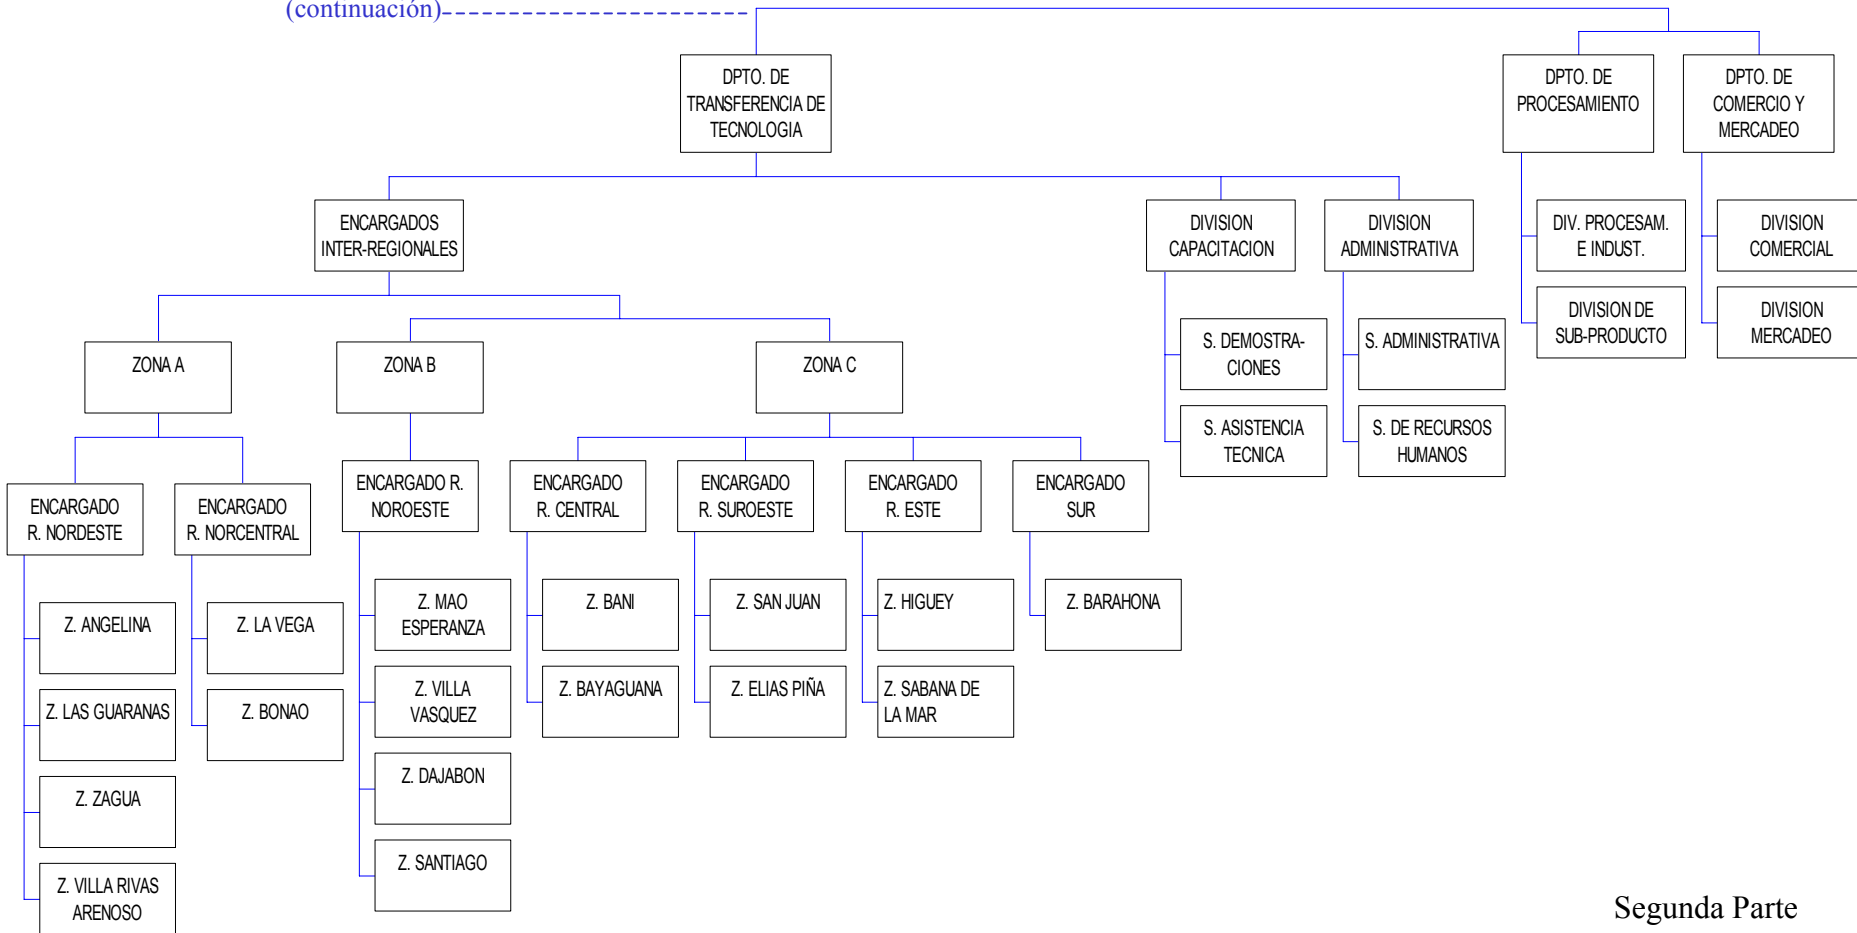 (continuación)
DPTO. DE
TRANSFERENCIA DE
TECNOLOGIA
DPTO. DE
PROCESAMIENTO
DPTO. DE
COMERCIO Y
MERCADEO
ENCARGADOS
INTER-REGIONALES
DIVISION
CAPACITACION
DIVISION
ADMINISTRATIVA
DIV. PROCESAM.
E INDUST.
DIVISION
COMERCIAL
DIVISION DE
SUB-PRODUCTO
DIVISION
MERCADEO
S. DEMOSTRA-
CIONES
S. ADMINISTRATIVA
S. ASISTENCIA
TECNICA
S. DE RECURSOS
HUMANOS
ZONA A
ZONA B
ZONA C
ENCARGADO
R. NORDESTE
ENCARGADO
R. NORCENTRAL
ENCARGADO R.
NOROESTE
ENCARGADO
R. CENTRAL
ENCARGADO
R. SUROESTE
ENCARGADO
R. ESTE
ENCARGADO
SUR
Z. ANGELINA
Z. LAS GUARANAS
Z. ZAGUA
Z. VILLA RIVAS
ARENOSO
Z. LA VEGA
Z. BONAO
Z. MAO
ESPERANZA
Z. VILLA
VASQUEZ
Z. DAJABON
Z. SANTIAGO
Z. BANI
Z. BAYAGUANA
Z. SAN JUAN
Z. ELIAS PIÑA
Z. HIGUEY
Z. SABANA DE
LA MAR
Z. BARAHONA
Segunda Parte